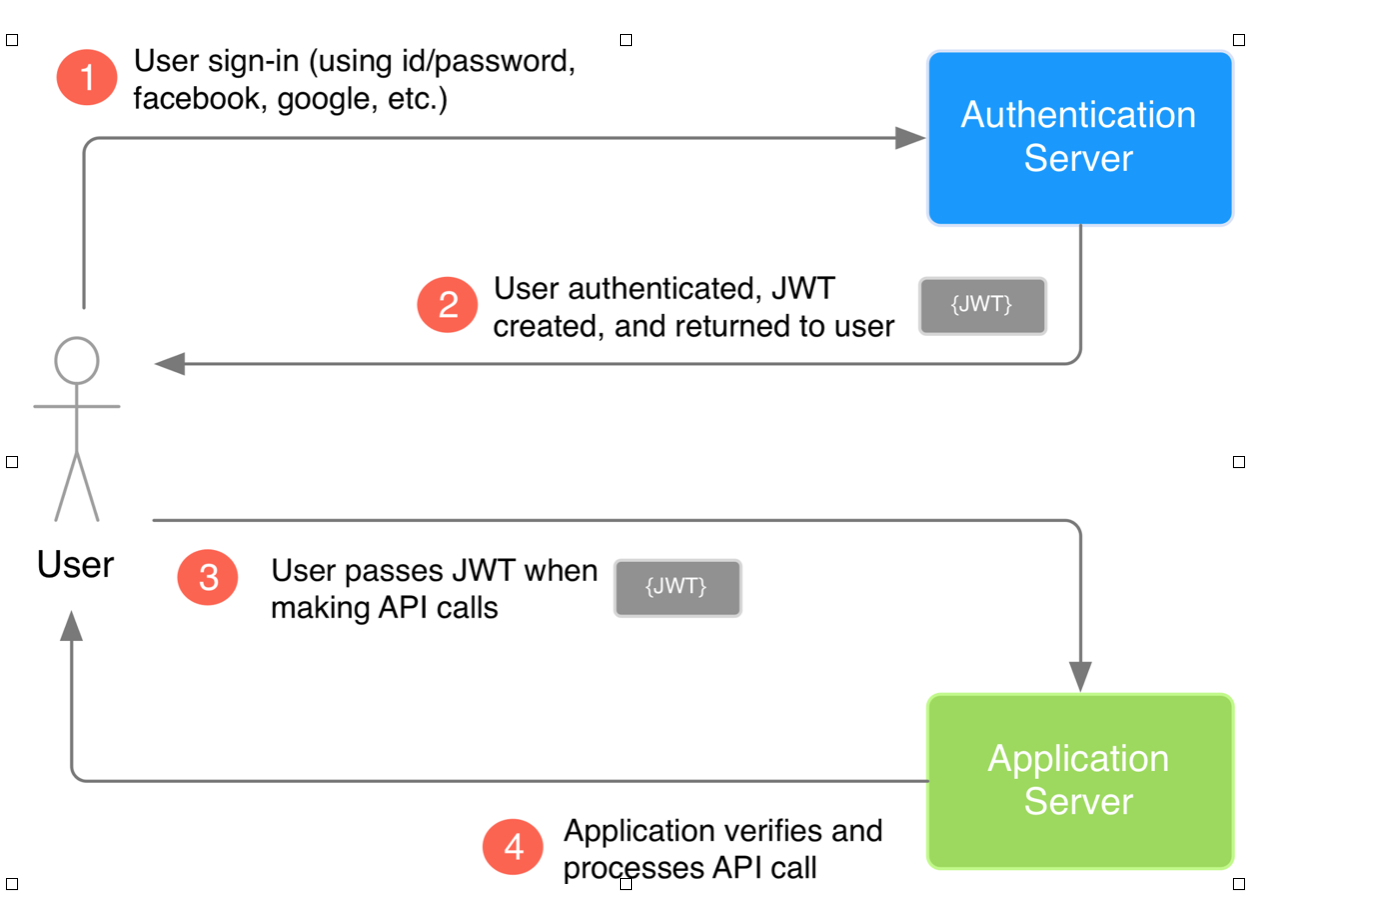 1
User sign-in (using id/password,
facebook, google, etc.)
Authentication
Server
2
User authenticated, JWT
created, and returned to user
{JWT}
User
3
User passes JWT when
making API calls
{JWT}
Application
Server
4
Application verifies and
processes API call